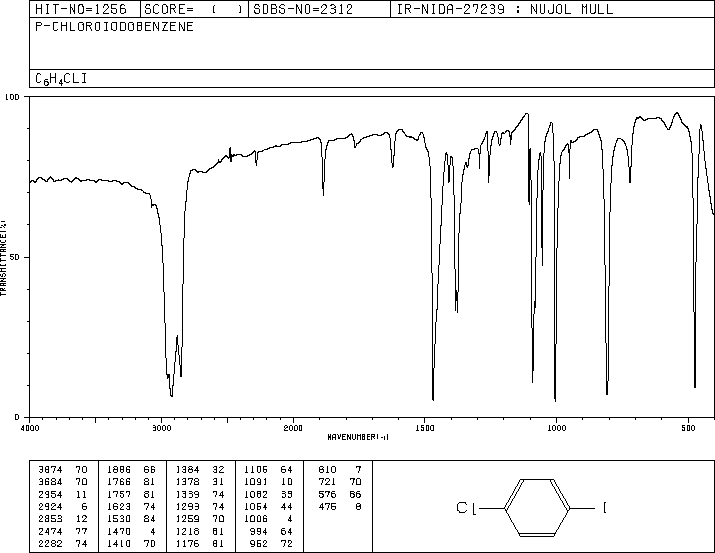 HIT-NO=1256 SCORE= ( ) SDBS-NO=2312 IR-NIDA-27239 : NUJOL MULL
P-CHLOROIODOBENZENE
C6H4CLI
100
50
0
TRANSMITTANCE(%)
4000 3000 2000 1500 1000 500
WAVENUMBER(-1)
3874 70 1886 66 1384 32 1106 64 810 7
3684 70 1766 81 1378 31 1091 10 721 70
2954 11 1757 81 1339 74 1082 39 576 86
2924 6 1623 74 1293 74 1054 44 475 8
2853 12 1530 84 1259 70 1006 4
2474 77 1470 4 1218 81 994 64
2282 74 1410 70 1176 81 952 72
Cl I